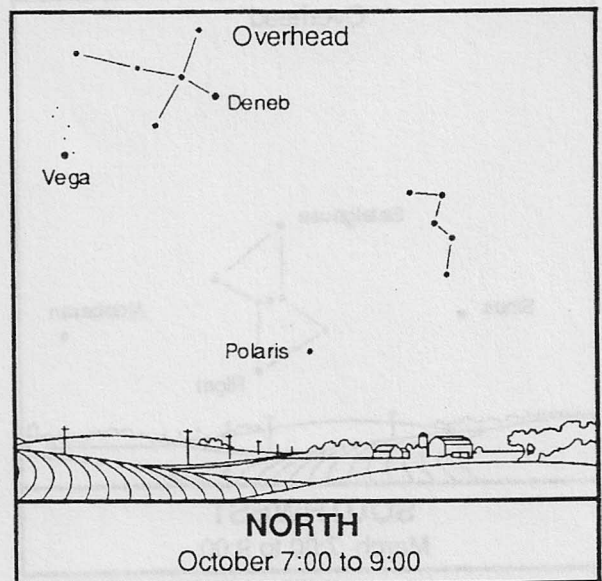 Overhead
Deneb
Vega
Polaris
NORTH
October 7:00 to 9:00